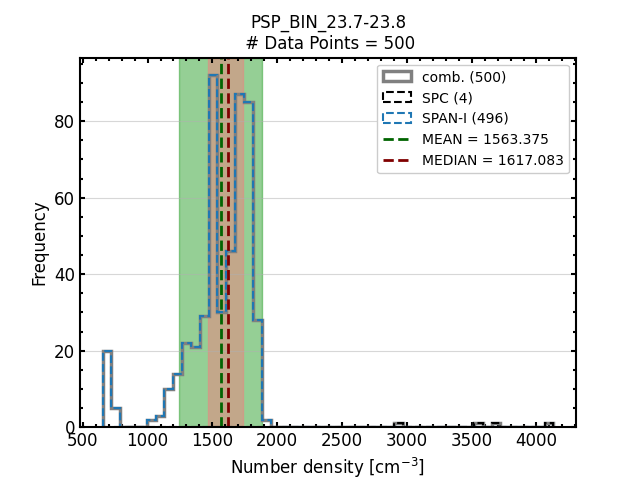 PSP_BIN_23.7-23.8
# Data Points = 500
comb. (500)
SPC (4)
SPAN-I (496)
MEAN = 1563.375
MEDIAN = 1617.083
Frequency
80
60
40
20
0
500 1000 1500 2000 2500 3000 3500 4000
Number density [cm⁻³]